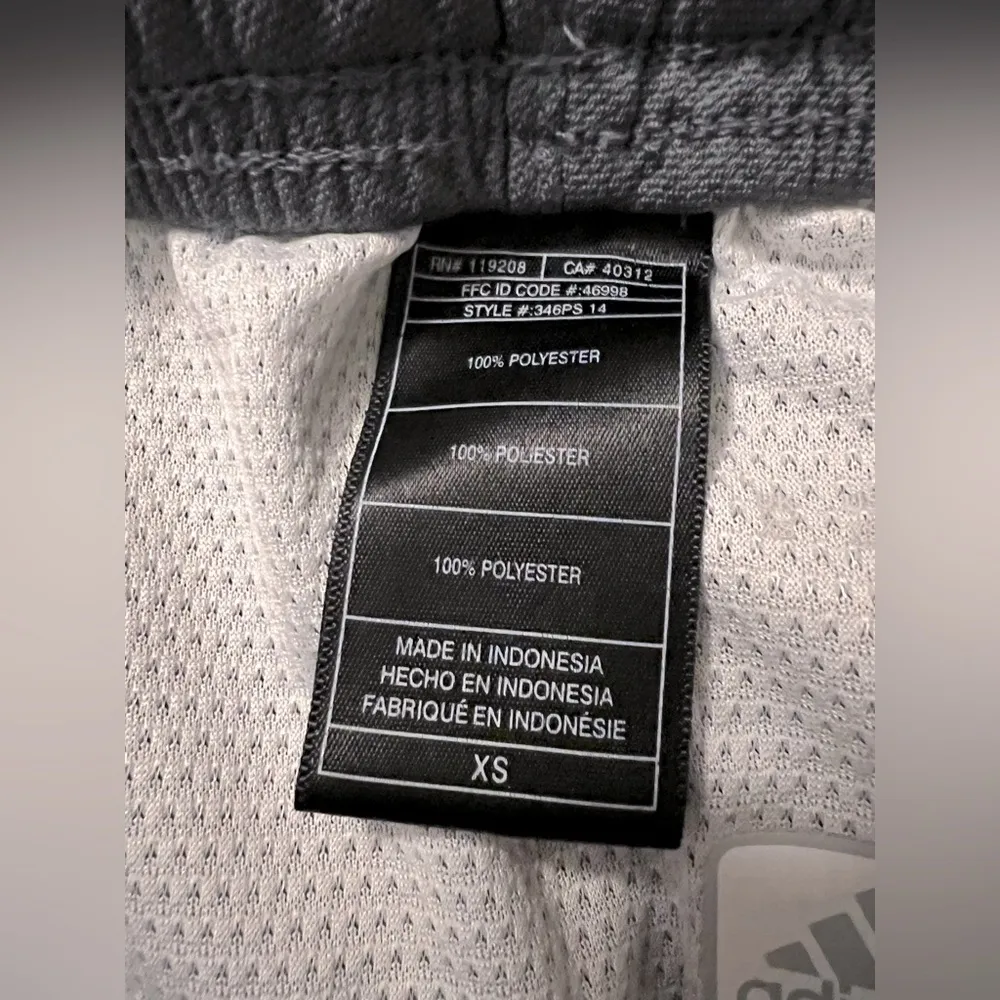 RN# 119208 CA# 40312
FFC ID CODE #:46998
STYLE #:346PS 14
100% POLYESTER
100% POLIESTER
100% POLYESTER
MADE IN INDONESIA
HECHO EN INDONESIA
FABRIQUÉ EN INDONÉSIE
XS